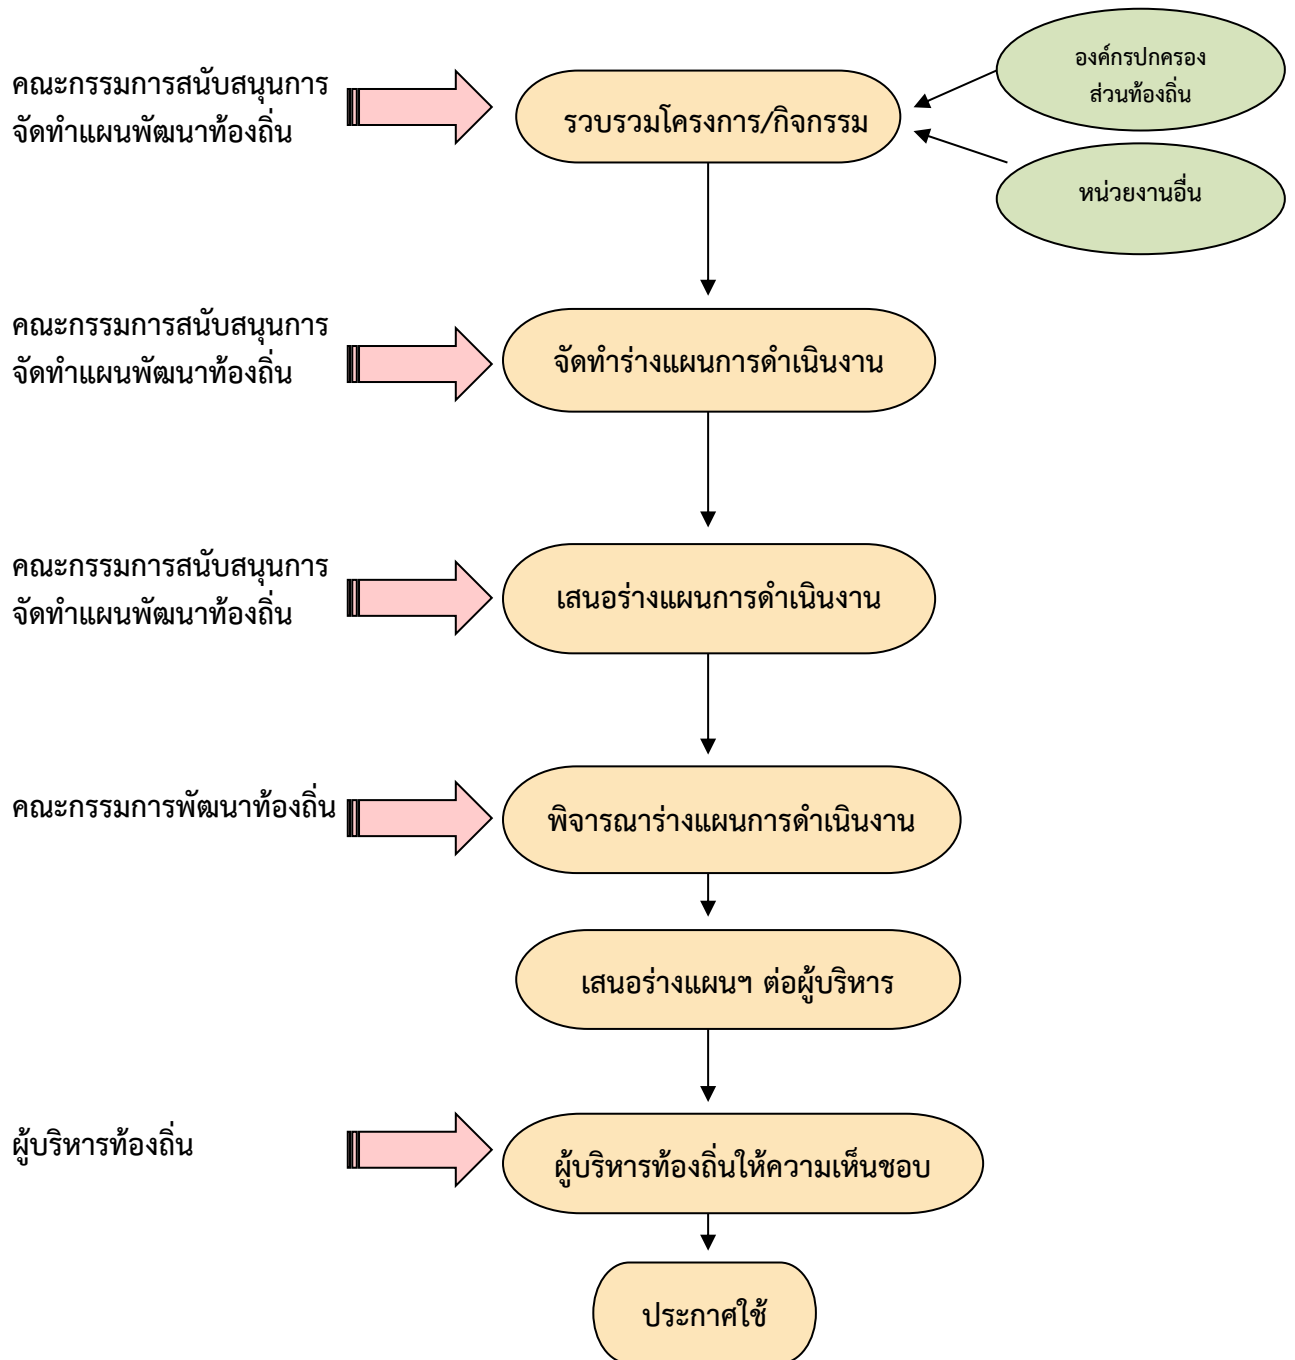 องค์กรปกครอง
ส่วนท้องถิ่น
คณะกรรมการสนับสนุนการ
จัดทำแผนพัฒนาท้องถิ่น
รวบรวมโครงการ/กิจกรรม
หน่วยงานอื่น
คณะกรรมการสนับสนุนการ
จัดทำแผนพัฒนาท้องถิ่น
จัดทำร่างแผนการดำเนินงาน
คณะกรรมการสนับสนุนการ
จัดทำแผนพัฒนาท้องถิ่น
เสนอร่างแผนการดำเนินงาน
คณะกรรมการพัฒนาท้องถิ่น
พิจารณาร่างแผนการดำเนินงาน
เสนอร่างแผนฯ ต่อผู้บริหาร
ผู้บริหารท้องถิ่น
ผู้บริหารท้องถิ่นให้ความเห็นชอบ
ประกาศใช้